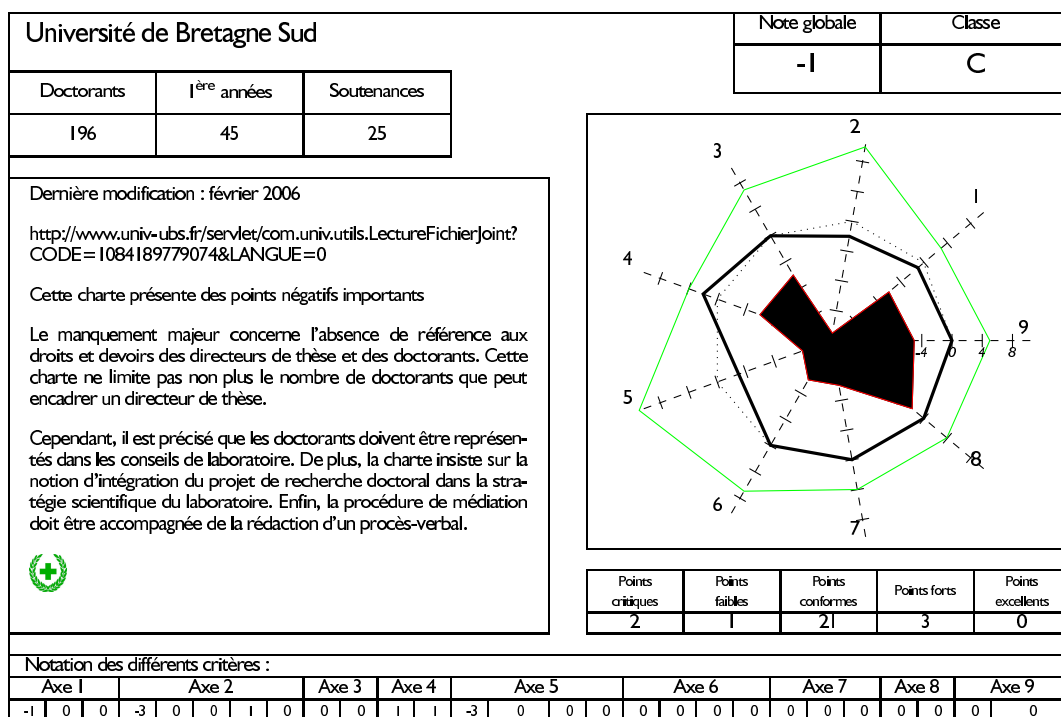 Université de Bretagne Sud
Note globale Classe
-1 C
Doctorants 1ère années Soutenances
196 45 25
Dernière modification : février 2006
http://www.univ-ubs.fr/servlet/com.univ.utils.LectureFichierJoint?
CODE=1084189779074&LANGUE=0
Cette charte présente des points négatifs importants
Le manquement majeur concerne l'absence de référence aux
droits et devoirs des directeurs de thèse et des doctorants. Cette
charte ne limite pas non plus le nombre de doctorants que peut
encadrer un directeur de thèse.
Cependant, il est précisé que les doctorants doivent être représen-
tés dans les conseils de laboratoire. De plus, la charte insiste sur la
notion d'intégration du projet de recherche doctoral dans la stra-
tégie scientifique du laboratoire. Enfin, la procédure de médiation
doit être accompagnée de la rédaction d'un procès-verbal.
2
3
1
4
9
-4 0 4 8
5
8
6
7
Points critiques Points faibles Points conformes Points forts Points excellents
2 1 21 3 0
Notation des différents critères :
Axe 1 Axe 2 Axe 3 Axe 4 Axe 5 Axe 6 Axe 7 Axe 8 Axe 9
-1 0 0 -3 0 0 1 0 0 0 1 1 -3 0 0 0 0 0 0 0 0 0 0 0 0 0 0